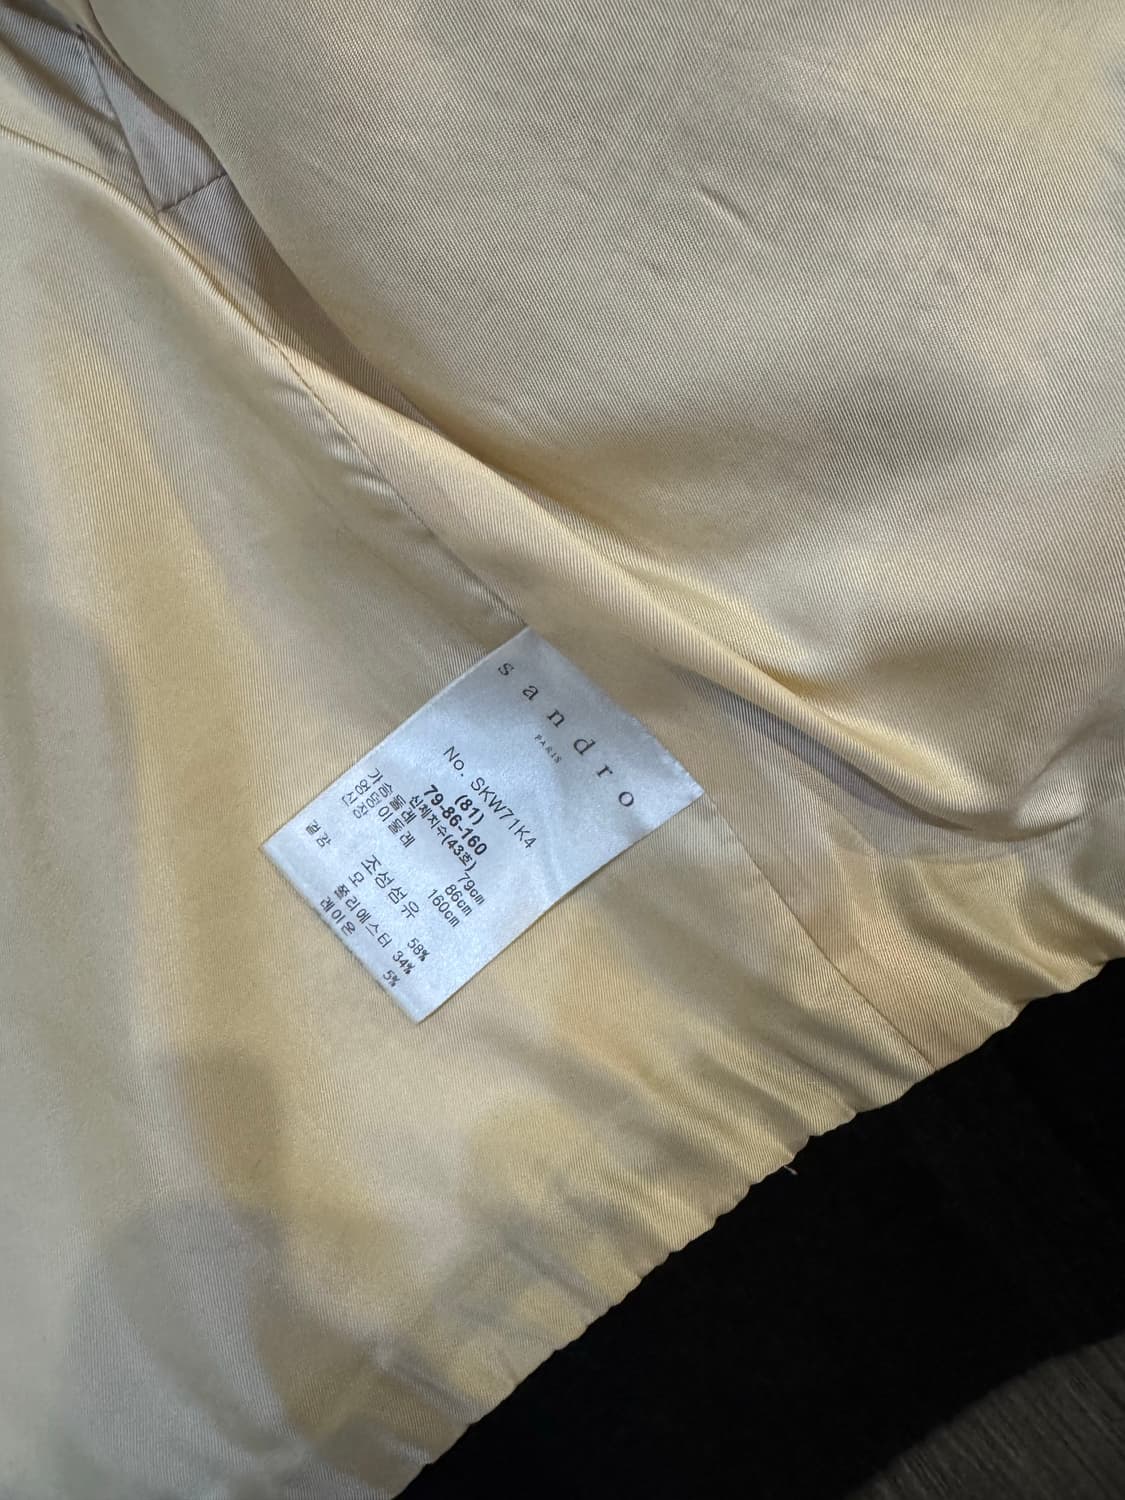 sandro
PARIS
No. SKW71K4
(81)
79-86-160
신체치수(43호)
가슴둘레 79cm
엉덩이둘레 86cm
신장 160cm
조성섬유
겉감 모 58%
폴리에스터 34%
레이온 5%